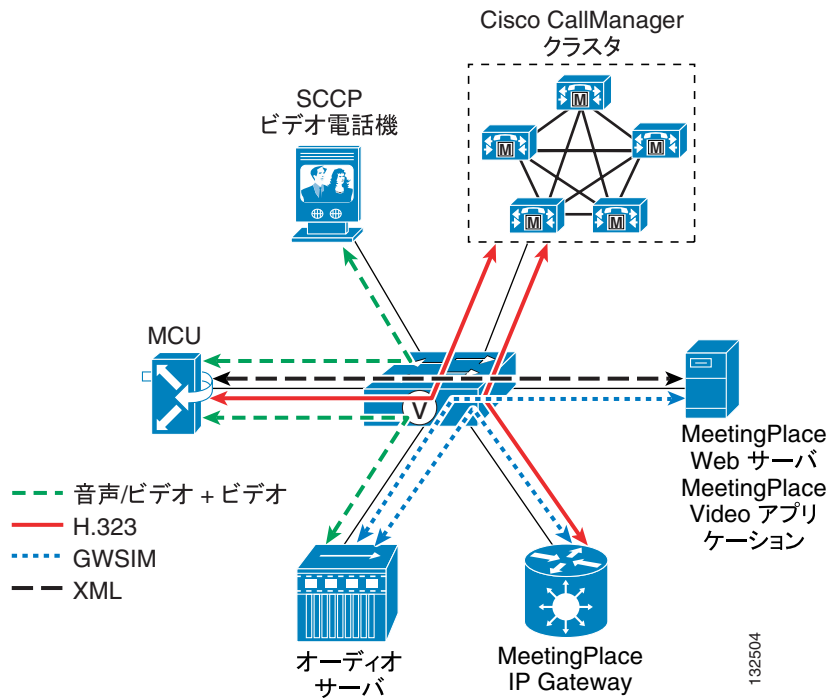 Cisco CallManager
クラスタ
M
M
M
M
M
SCCP
ビデオ電話機
MCU
V
MeetingPlace
Web サーバ
MeetingPlace
Video アプリ
ケーション
音声/ビデオ + ビデオ
H.323
GWSIM
XML
オーディオ
サーバ
MeetingPlace
IP Gateway
132504